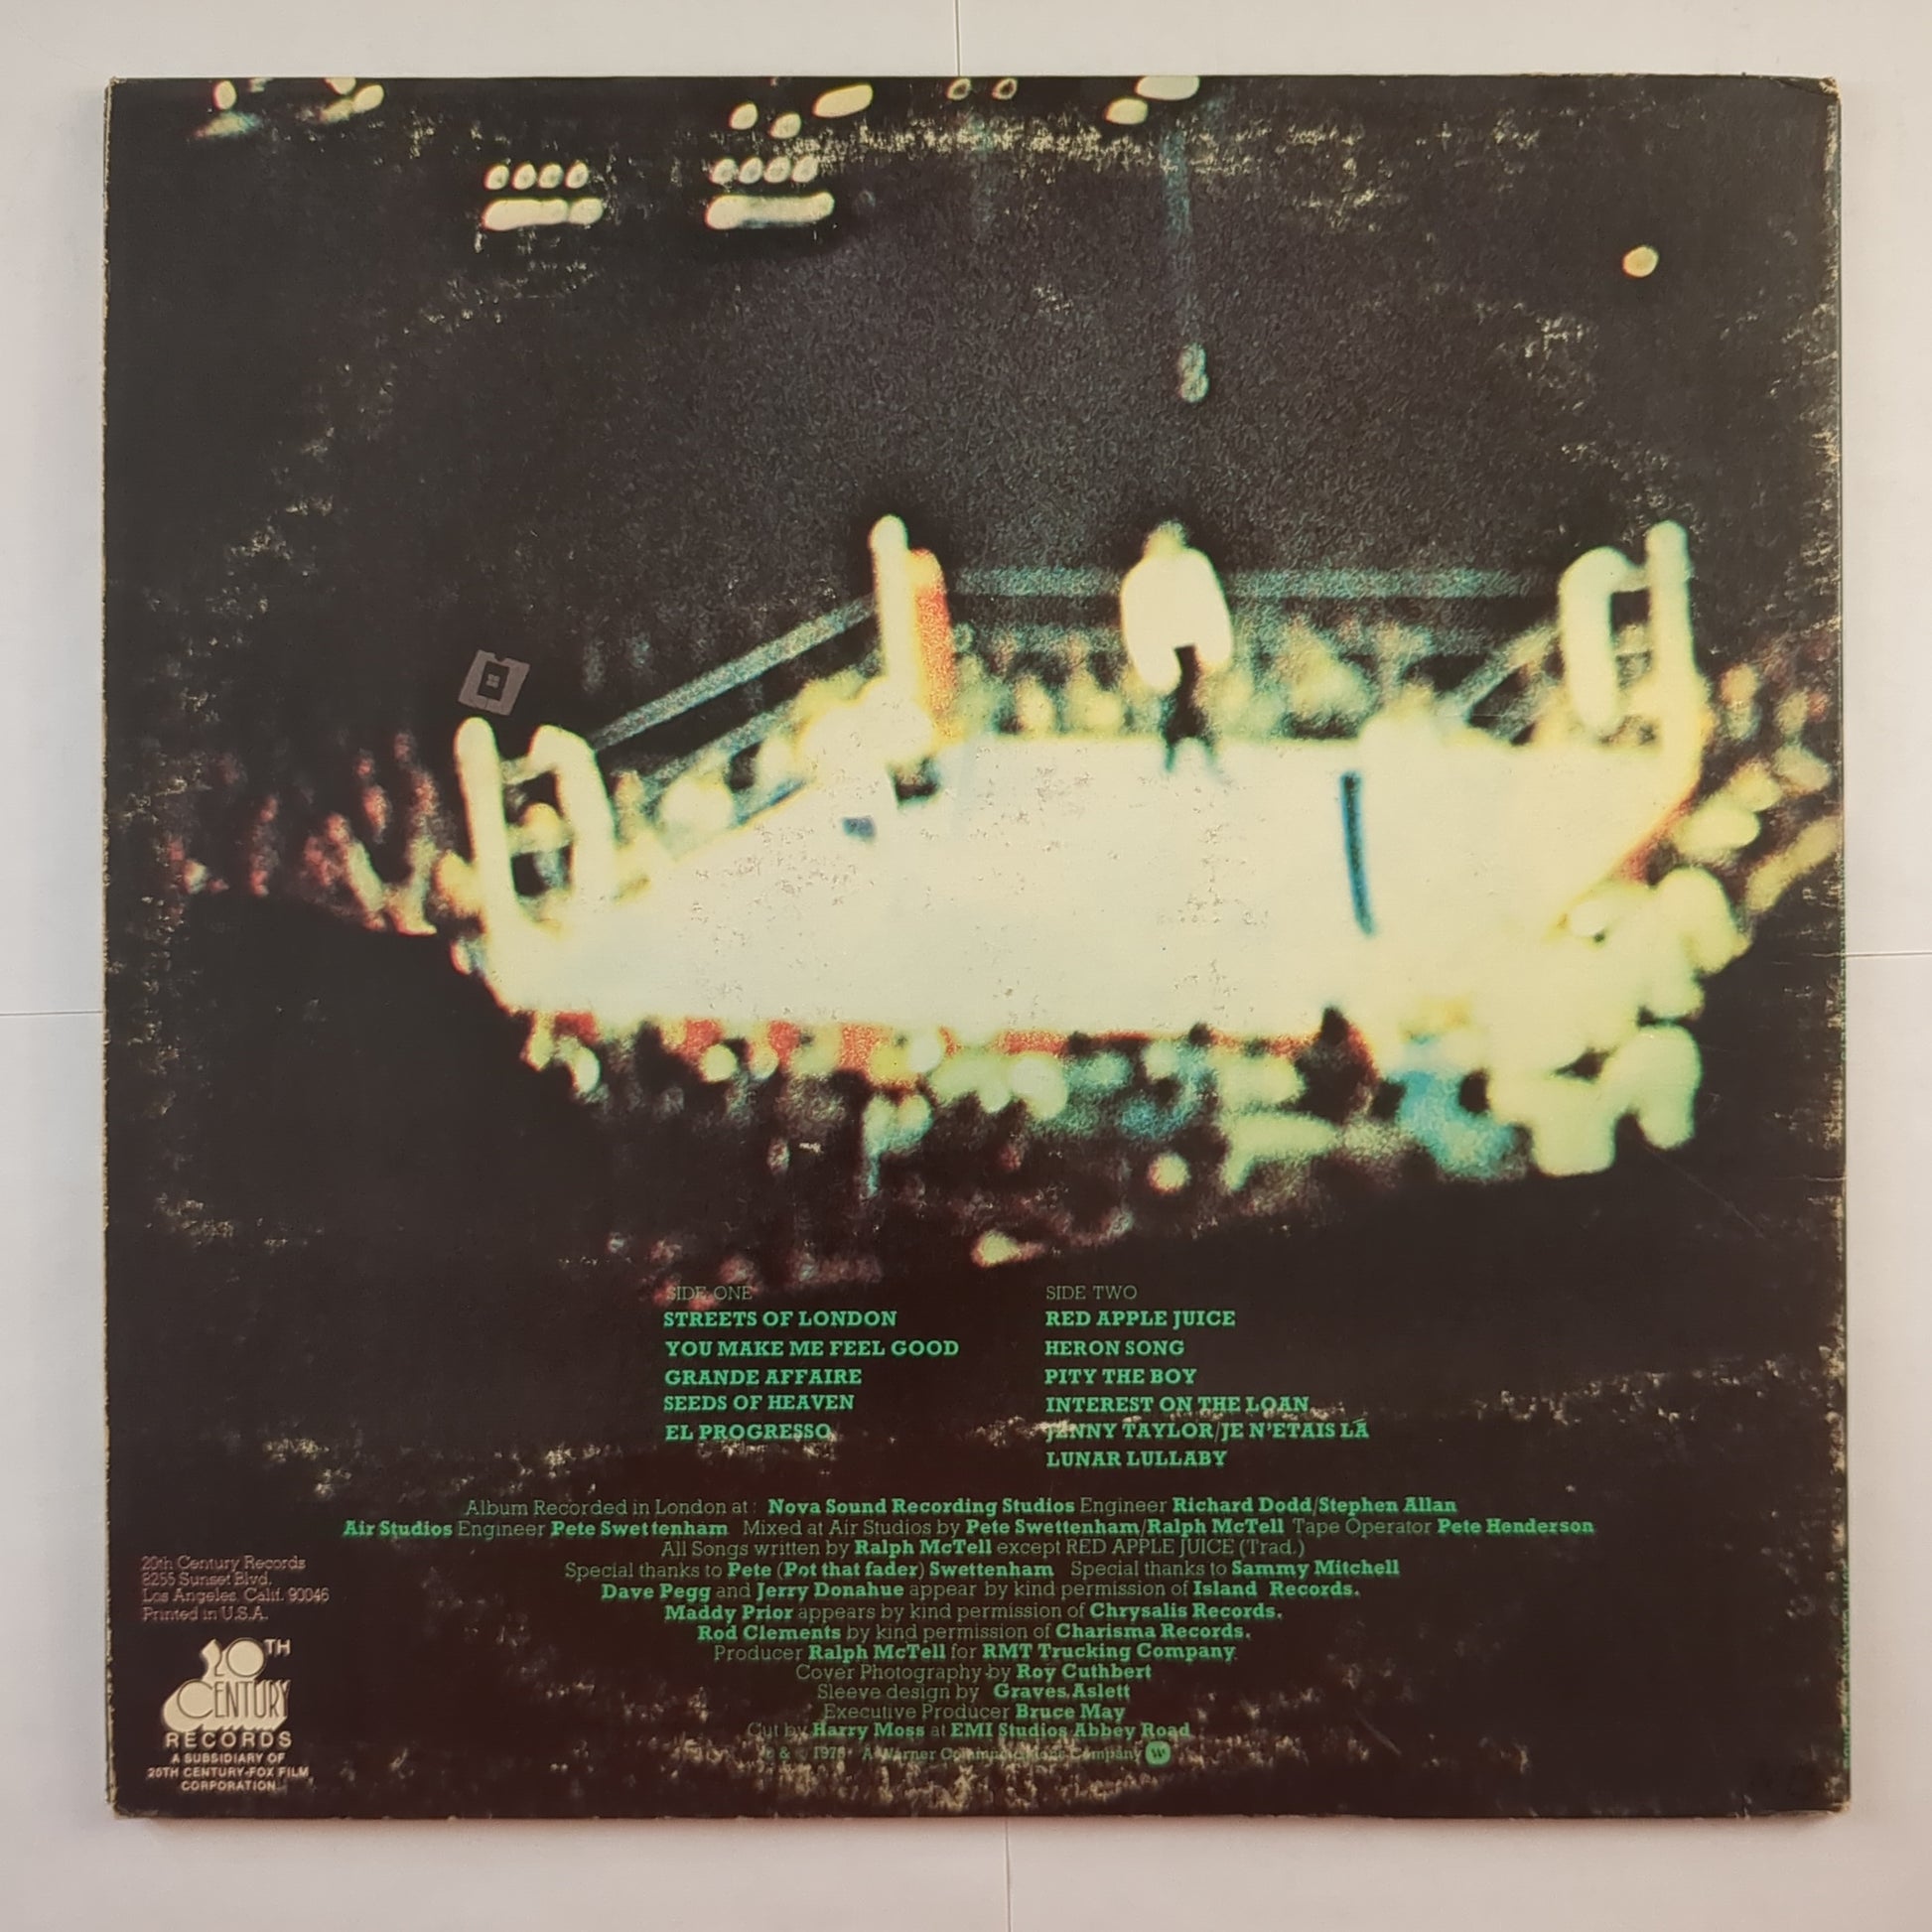 SIDE ONE
STREETS OF LONDON
YOU MAKE ME FEEL GOOD
GRANDE AFFAIRE
SEEDS OF HEAVEN
EL PROGRESSO
SIDE TWO
RED APPLE JUICE
HERON SONG
PITY THE BOY
INTEREST ON THE LOAN
JENNY TAYLOR/JE N'ETAIS LÁ
LUNAR LULLABY
Album Recorded in London at: Nova Sound Recording Studios Engineer Richard Dodd/Stephen Allan
Air Studios Engineer Pete Swettenham Mixed at Air Studios by Pete Swettenham/Ralph McTell Tape Operator Pete Henderson
All Songs written by Ralph McTell except RED APPLE JUICE (Trad.)
Special thanks to Pete (Pot that fader) Swettenham Special thanks to Sammy Mitchell
Dave Pegg and Jerry Donahue appear by kind permission of Island Records.
Maddy Prior appears by kind permission of Chrysalis Records.
Rod Clements by kind permission of Charisma Records.
Producer Ralph McTell for RMT Trucking Company.
Cover Photography by Roy Cuthbert
Sleeve design by Graves,Aslett
Executive Producer Bruce May
Cut by Harry Moss at EMI Studios Abbey Road
& A Warner Communications Company
20th Century Records
8255 Sunset Blvd.
Los Angeles, Calif. 90046
Printed in U.S.A.
20TH
CENTURY
RECORDS
A SUBSIDIARY OF
20TH CENTURY-FOX FILM
CORPORATION